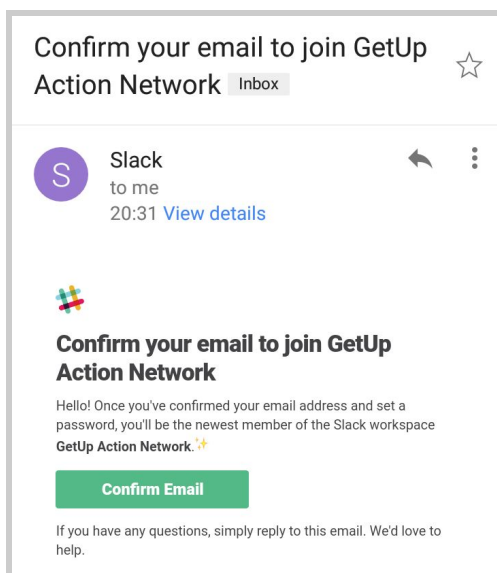 Confirm your email to join GetUp
Action Network Inbox
S
Slack
to me
20:31 View details
Confirm your email to join GetUp
Action Network
Hello! Once you've confirmed your email address and set a
password, you'll be the newest member of the Slack workspace
GetUp Action Network.✨
Confirm Email
If you have any questions, simply reply to this email. We'd love to
help.